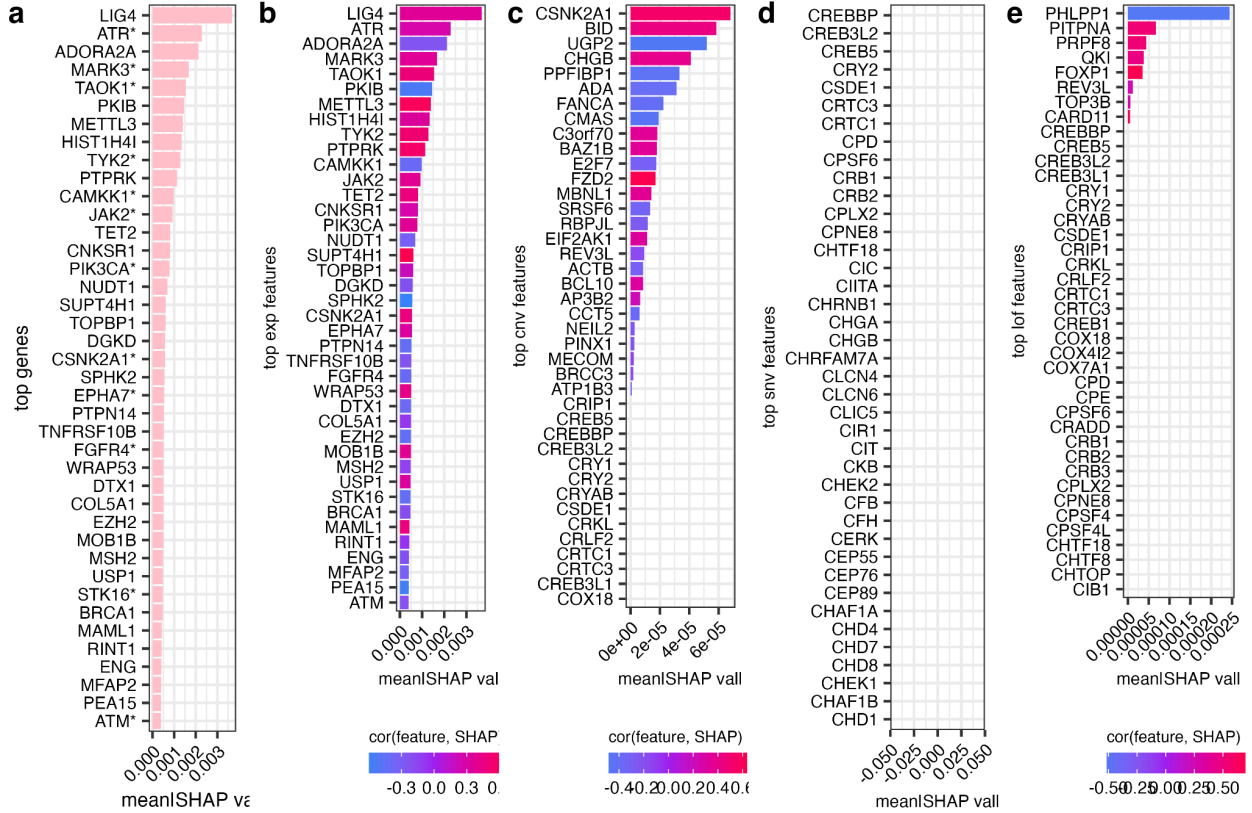 a
top genes
LIG4
ATR*
ADORA2A
MARK3*
TAOK1*
PKIB
METTL3
HIST1H4I
TYK2*
PTPRK
CAMKK1*
JAK2*
TET2
CNKSR1
PIK3CA*
NUDT1
SUPT4H1
TOPBP1
DGKD
CSNK2A1*
SPHK2
EPHA7*
PTPN14
TNFRSF10B
FGFR4*
WRAP53
DTX1
COL5A1
EZH2
MOB1B
MSH2
USP1
STK16*
BRCA1
MAML1
RINT1
ENG
MFAP2
PEA15
ATM*
0.000
0.001
0.002
0.003
mean|SHAP va
b
top exp features
LIG4
ATR
ADORA2A
MARK3
TAOK1
PKIB
METTL3
HIST1H4I
TYK2
PTPRK
CAMKK1
JAK2
TET2
CNKSR1
PIK3CA
NUDT1
SUPT4H1
TOPBP1
DGKD
SPHK2
CSNK2A1
EPHA7
PTPN14
TNFRSF10B
FGFR4
WRAP53
DTX1
COL5A1
EZH2
MOB1B
MSH2
USP1
STK16
BRCA1
MAML1
RINT1
ENG
MFAP2
PEA15
ATM
0.000
0.001
0.002
0.003
mean|SHAP val
cor(feature, SHAP)
-0.3 0.0 0.3 0.
c
top cnv features
CSNK2A1
BID
UGP2
CHGB
PPFIBP1
ADA
FANCA
CMAS
C3orf70
BAZ1B
E2F7
FZD2
MBNL1
SRSF6
RBPJL
EIF2AK1
REV3L
ACTB
BCL10
AP3B2
CCT5
NEIL2
PINX1
MECOM
BRCC3
ATP1B3
CRIP1
CREB5
CREBBP
CREB3L2
CRY1
CRY2
CRYAB
CSDE1
CRKL
CRLF2
CRTC1
CRTC3
CREB3L1
COX18
0e+00
2e-05
4e-05
6e-05
mean|SHAP val|
cor(feature, SHAP)
-0.4 -0.2 0.0 0.2 0.4 0.6
d
top snv features
CREBBP
CREB3L2
CREB5
CRY2
CSDE1
CRTC3
CRTC1
CPD
CPSF6
CRB1
CRB2
CPLX2
CPNE8
CHTF18
CIC
CIITA
CHRNB1
CHGA
CHGB
CHRFAM7A
CLCN4
CLCN6
CLIC5
CIR1
CIT
CKB
CHEK2
CFB
CFH
CERK
CEP55
CEP76
CEP89
CHAF1A
CHD4
CHD7
CHD8
CHEK1
CHAF1B
CHD1
-0.050
-0.025
0.000
0.025
0.050
mean|SHAP val|
e
top lof features
PHLPP1
PITPNA
PRPF8
QKI
FOXP1
REV3L
TOP3B
CARD11
CREBBP
CREB5
CREB3L2
CREB3L1
CRY1
CRY2
CRYAB
CSDE1
CRIP1
CRKL
CRLF2
CRTC1
CRTC3
CREB1
COX18
COX4I2
COX7A1
CPD
CPE
CPSF6
CRADD
CRB1
CRB2
CRB3
CPLX2
CPNE8
CPSF4
CPSF4L
CHTF18
CHTF8
CHTOP
CIB1
0.00000
0.00005
0.00010
0.00015
0.00020
0.00025
mean|SHAP val|
cor(feature, SHAP)
-0.50 -0.25 0.00 0.25 0.50